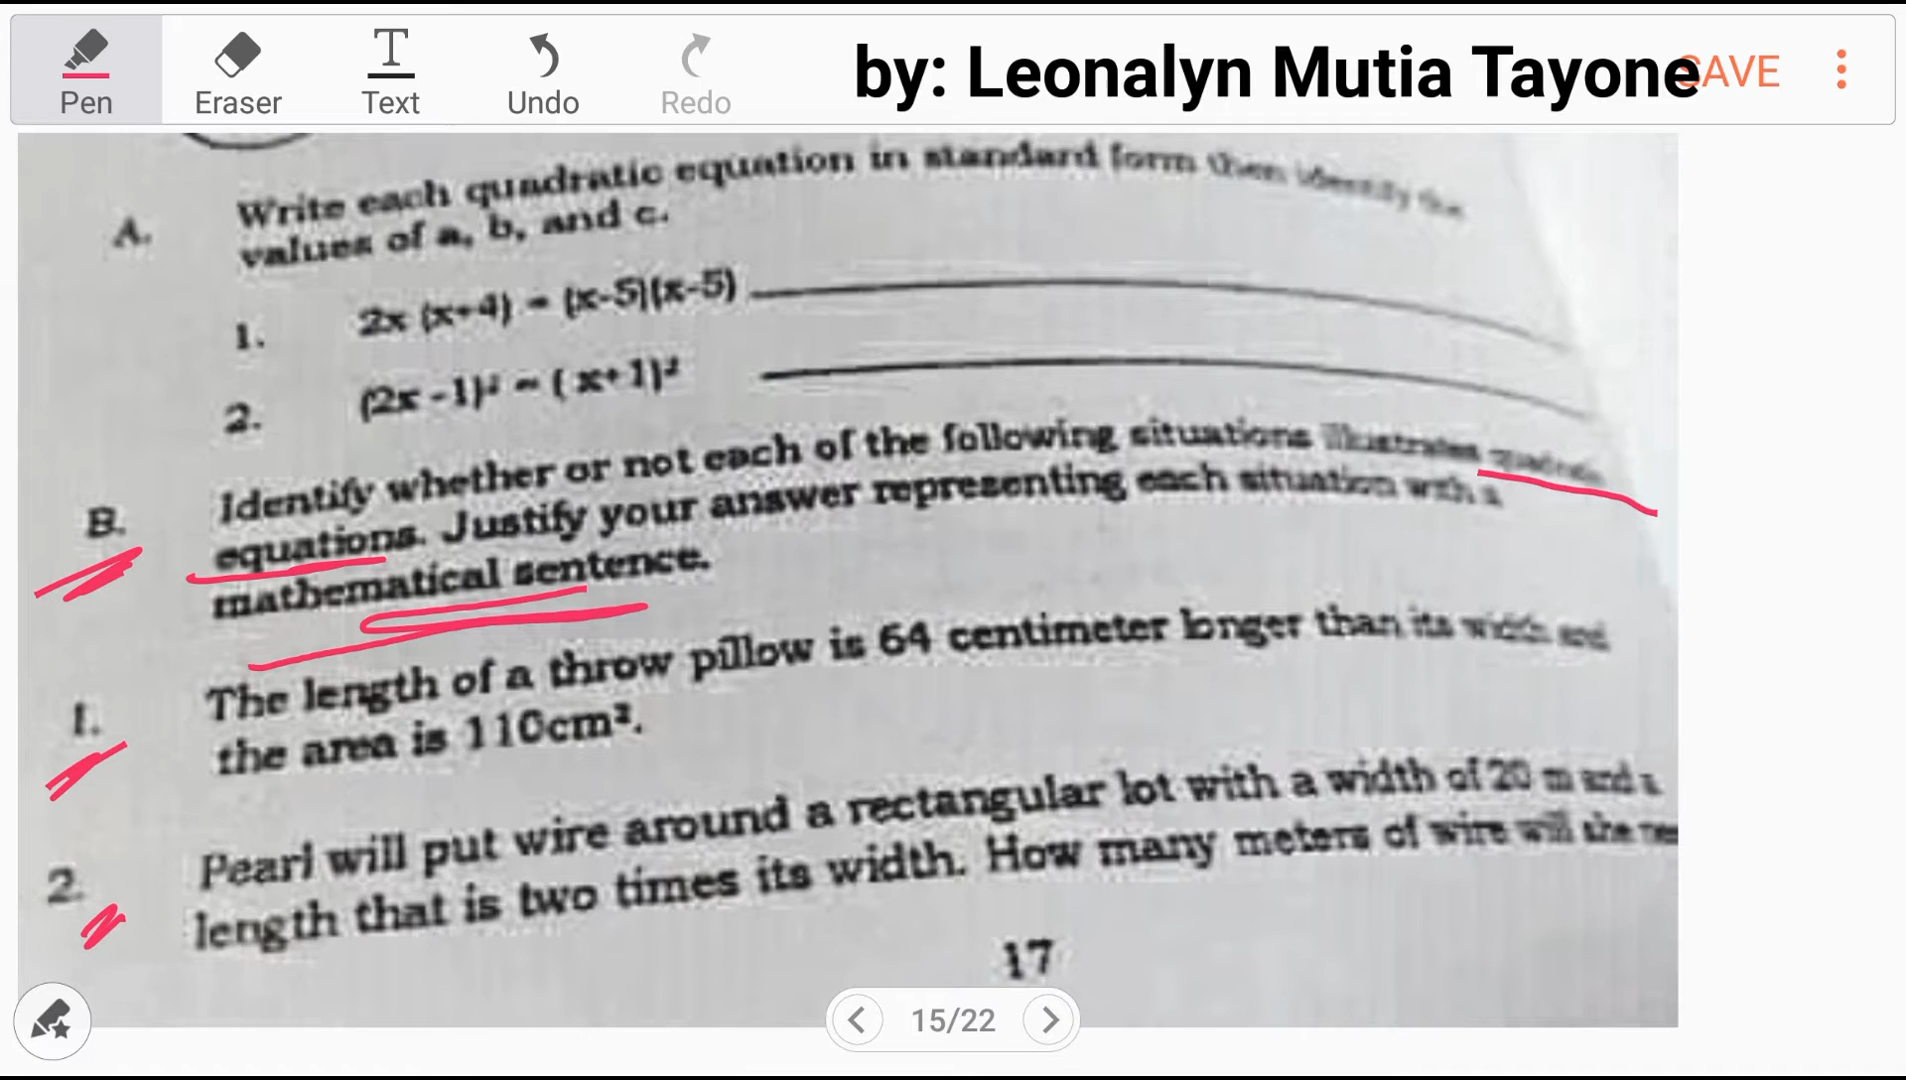 Pen
Eraser
Text
Undo
Redo
by: Leonalyn Mutia Tayone
SAVE
A. Write each quadratic equation in standard form then identify the
values of a, b, and c.
1. 2x (x+4) = (x-5)(x-5)
2. (2x -1)² = ( x+1)²
B. Identify whether or not each of the following situations illustrates quadratic
equations. Justify your answer representing each situation with a
mathematical sentence.
1. The length of a throw pillow is 64 centimeter longer than its width and
the area is 110cm².
2. Pearl will put wire around a rectangular lot with a width of 20 m and a
length that is two times its width. How many meters of wire will she
17
15/22